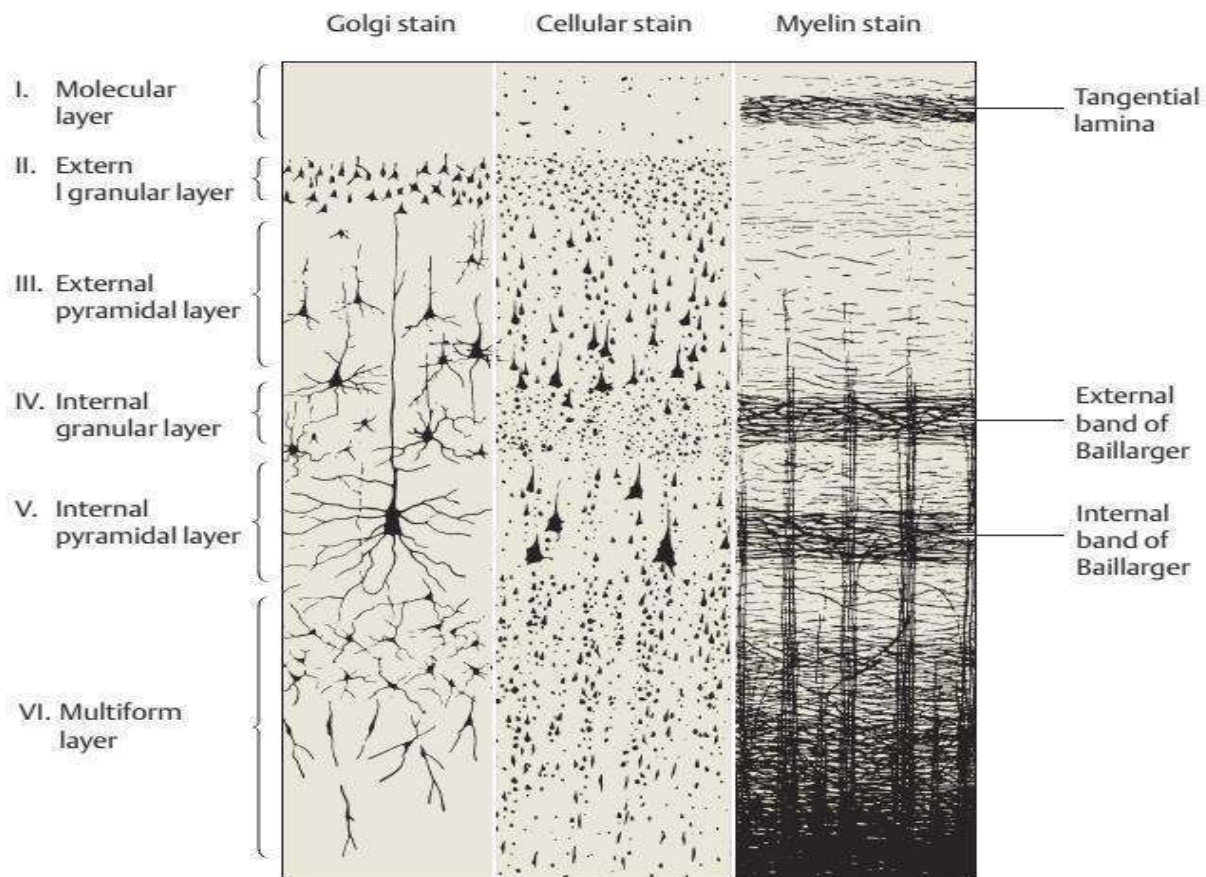 Golgi stain Cellular stain Myelin stain
I. Molecular
layer
II. Extern
l granular layer
III. External
pyramidal layer
IV. Internal
granular layer
V. Internal
pyramidal layer
VI. Multiform
layer
Tangential
lamina
External
band of
Baillarger
Internal
band of
Baillarger